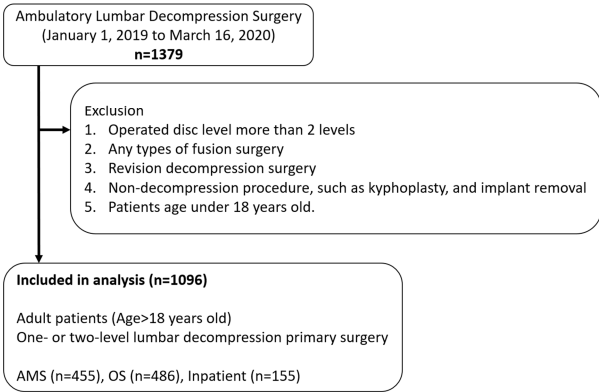 Ambulatory Lumbar Decompression Surgery
(January 1, 2019 to March 16, 2020)
n=1379
Exclusion
1. Operated disc level more than 2 levels
2. Any types of fusion surgery
3. Revision decompression surgery
4. Non-decompression procedure, such as kyphoplasty, and implant removal
5. Patients age under 18 years old.
Included in analysis (n=1096)
Adult patients (Age>18 years old)
One- or two-level lumbar decompression primary surgery
AMS (n=455), OS (n=486), Inpatient (n=155)